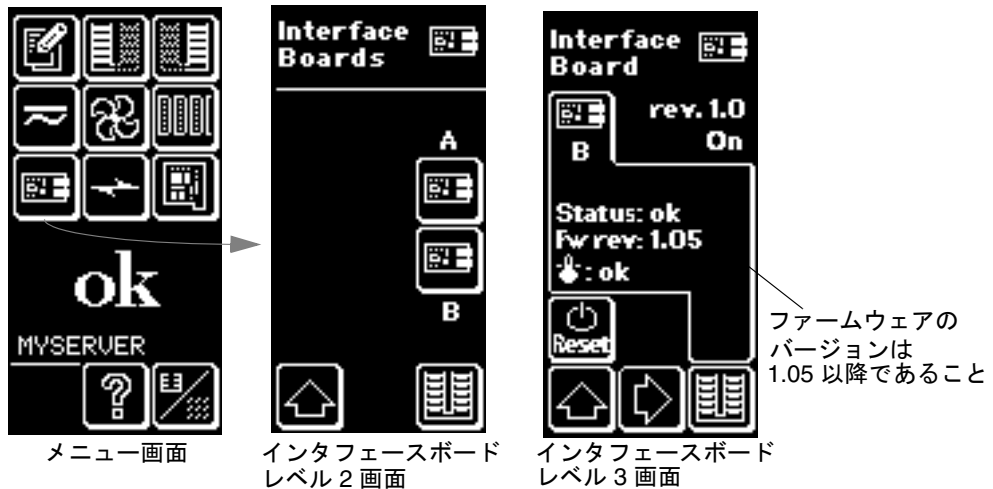 ok
MYSERVER
メニュー画面
Interface
Boards
A
B
インタフェースボード
レベル 2 画面
Interface
Board
rev. 1.0
On
B
Status: ok
Fw rev: 1.05
: ok
Reset
インタフェースボード
レベル 3 画面
ファームウェアの
バージョンは
1.05 以降であること